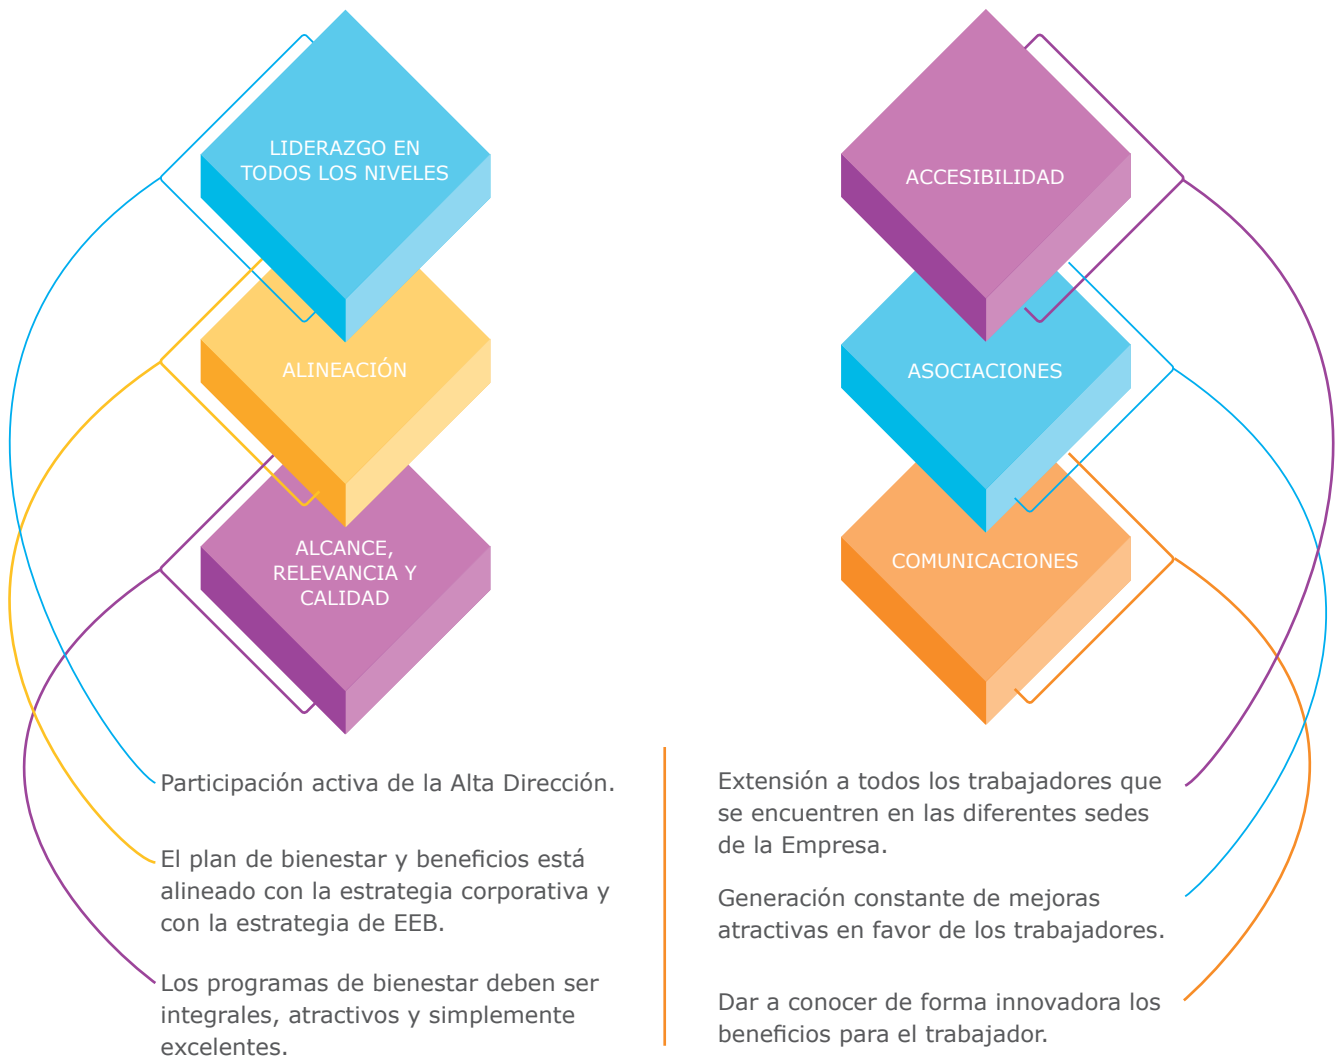 LIDERAZGO EN
TODOS LOS NIVELES
ALINEACIÓN
ALCANCE,
RELEVANCIA Y
CALIDAD
ACCESIBILIDAD
ASOCIACIONES
COMUNICACIONES
Participación activa de la Alta Dirección.
El plan de bienestar y beneficios está
alineado con la estrategia corporativa y
con la estrategia de EEB.
Los programas de bienestar deben ser
integrales, atractivos y simplemente
excelentes.
Extensión a todos los trabajadores que
se encuentren en las diferentes sedes
de la Empresa.
Generación constante de mejoras
atractivas en favor de los trabajadores.
Dar a conocer de forma innovadora los
beneficios para el trabajador.